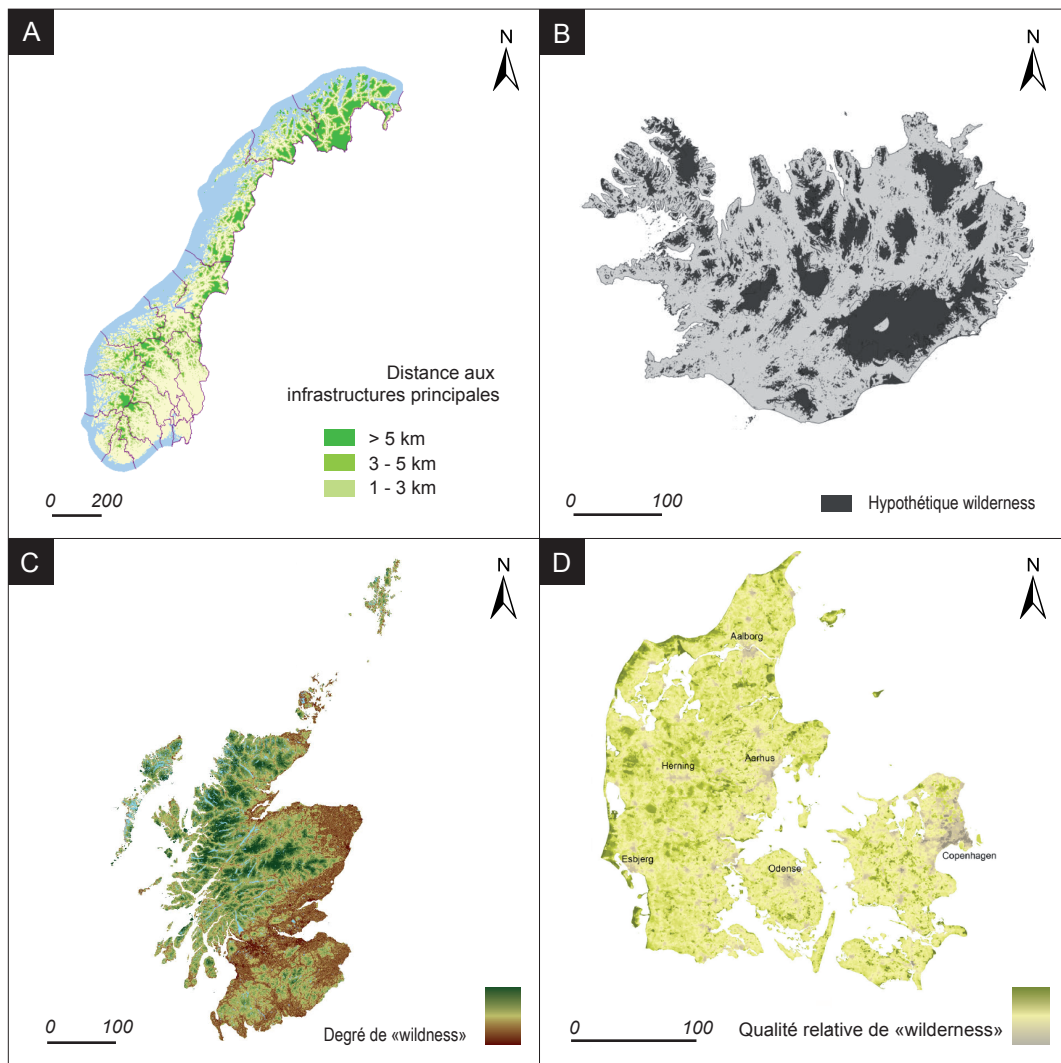 A
N
Distance aux
infrastructures principales
> 5 km
3 - 5 km
1 - 3 km
0 200
B
N
0 100
Hypothétique wilderness
C
N
0 100
Degré de «wildness»
D
N
Aalborg
Herning
Aarhus
Esbjerg
Odense
Copenhagen
0 100
Qualité relative de «wilderness»